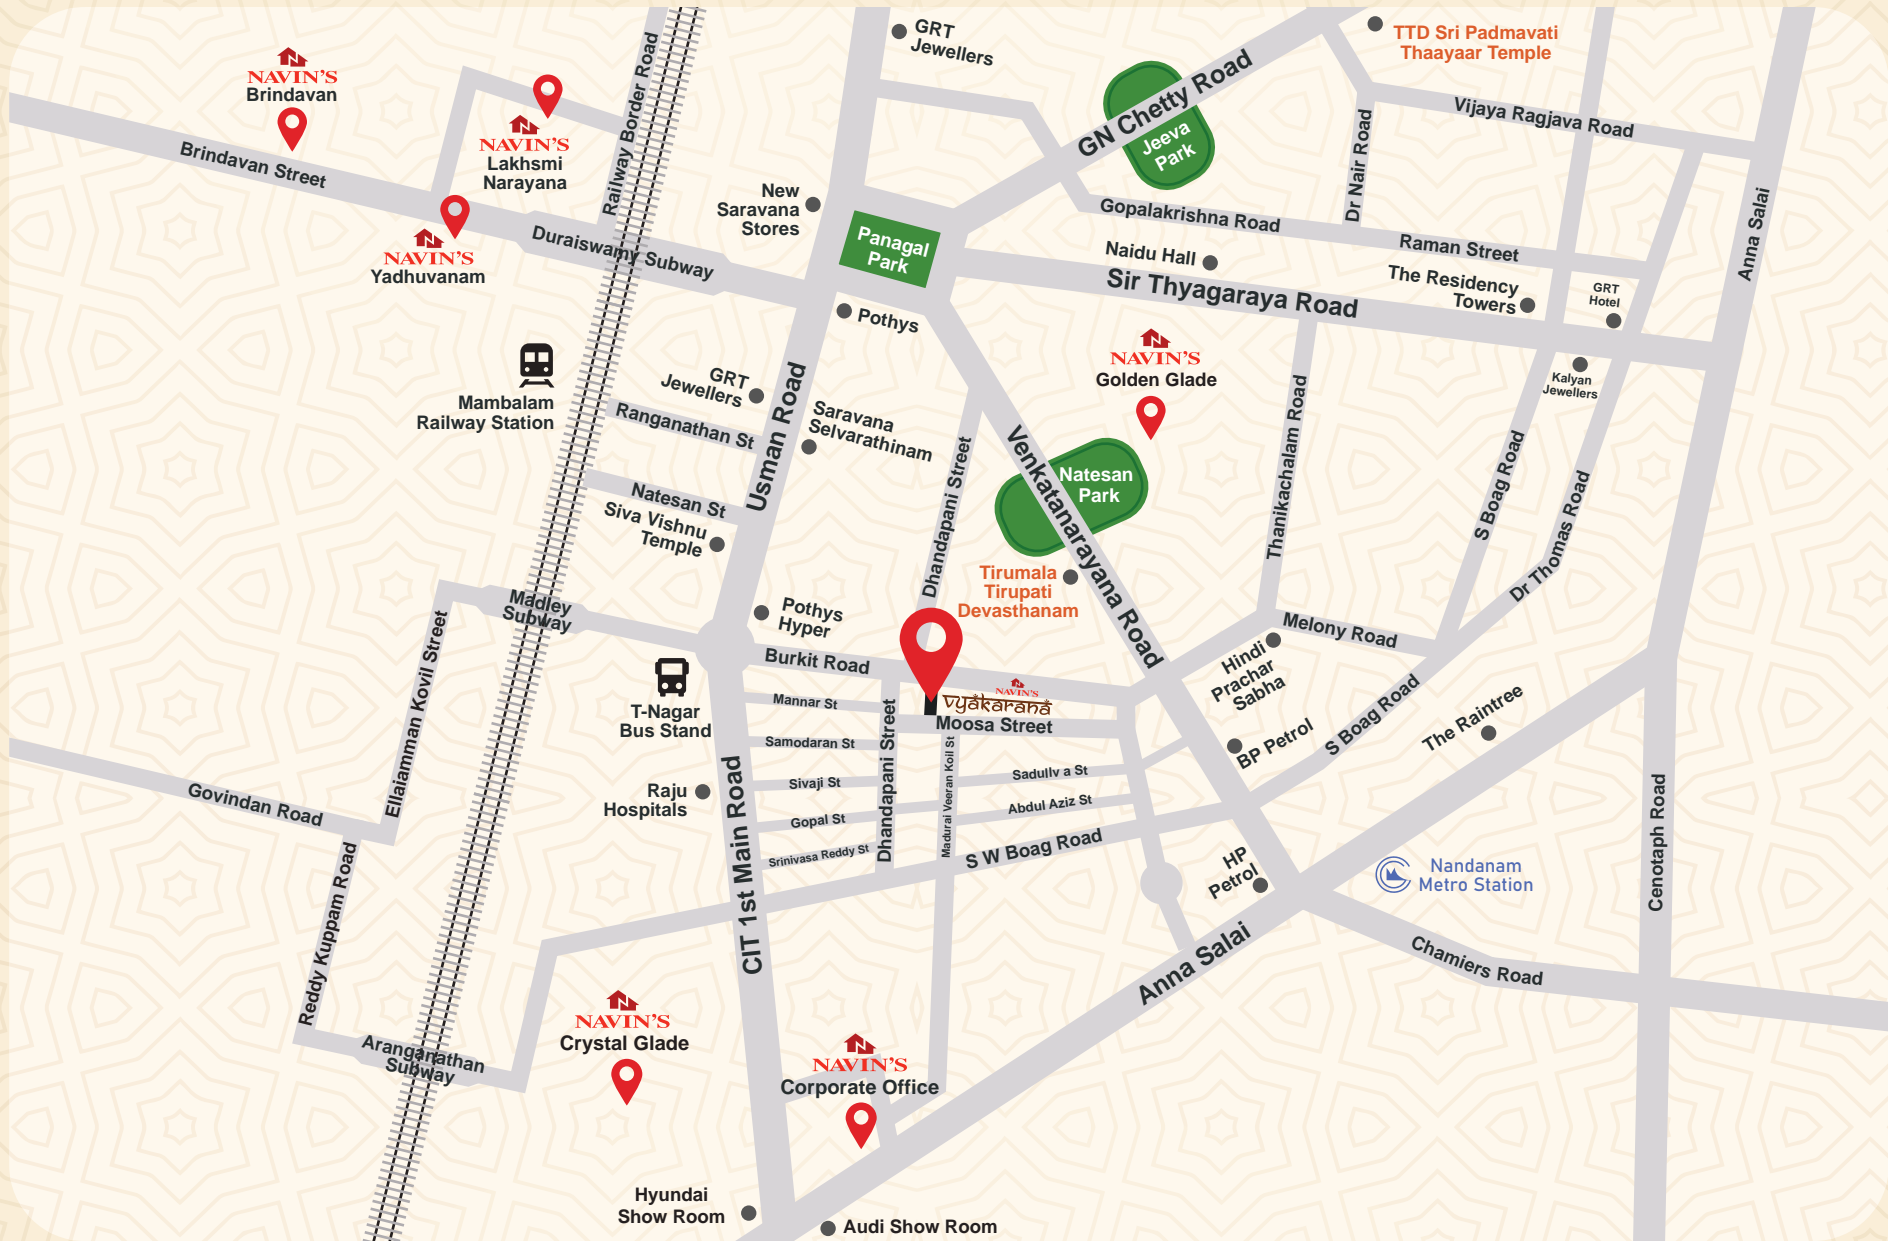 GRT
Jewellers
TTD Sri Padmavati
Thaayaar Temple
NAVIN'S
Brindavan
NAVIN'S
Lakhsmi
Narayana
Railway Border Road
GN Chetty Road
Jeeva
Park
Vijaya Ragjava Road
Dr Nair Road
Brindavan Street
New
Saravana
Stores
Gopalakrishna Road
Anna Salai
NAVIN'S
Yadhuvanam
Duraiswamy Subway
Panagal
Park
Naidu Hall
Raman Street
Sir Thyagaraya Road
The Residency
Towers
GRT
Hotel
Pothys
NAVIN'S
Golden Glade
Kalyan
Jewellers
Mambalam
Railway Station
GRT
Jewellers
Ranganathan St
Usman Road
Saravana
Selvarathinam
Natesan St
Siva Vishnu
Temple
Dhandapani Street
Venkatanarayana Road
Natesan
Park
Thanikachalam Road
S Boag Road
Dr Thomas Road
Tirumala
Tirupati
Devasthanam
Madley
Subway
Pothys
Hyper
Melony Road
Ellaiamman Kovil Street
Burkit Road
Hindi
Prachar
Sabha
T-Nagar
Bus Stand
Mannar St
NAVIN'S
vyākaraṇā
Moosa Street
S Boag Road
The Raintree
BP Petrol
Samodaran St
Dhandapani Street
Madurai Veeran Koil St
Sivaji St
Sadullv a St
Raju
Hospitals
Gopal St
Abdul Aziz St
Govindan Road
CIT 1st Main Road
Srinivasa Reddy St
S W Boag Road
HP
Petrol
Nandanam
Metro Station
Cenotaph Road
Reddy Kuppam Road
Anna Salai
Chamiers Road
Aranganathan
Subway
NAVIN'S
Crystal Glade
NAVIN'S
Corporate Office
Hyundai
Show Room
Audi Show Room